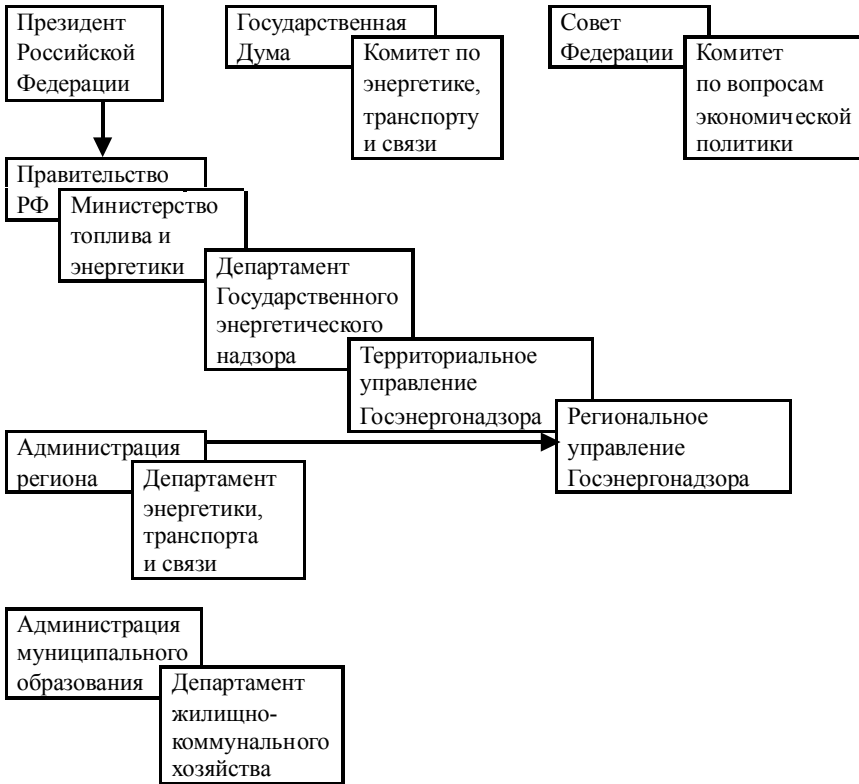 Президент
Российской
Федерации
Государственная
Дума
Комитет по
энергетике,
транспорту
и связи
Совет
Федерации
Комитет
по вопросам
экономической
политики
Правительство
РФ
Министерство
топлива и
энергетики
Департамент
Государственного
энергетического
надзора
Территориальное
управление
Госэнергонадзора
Региональное
управление
Госэнергонадзора
Администрация
региона
Департамент
энергетики,
транспорта
и связи
Администрация
муниципального
образования
Департамент
жилищно-
коммунального
хозяйства